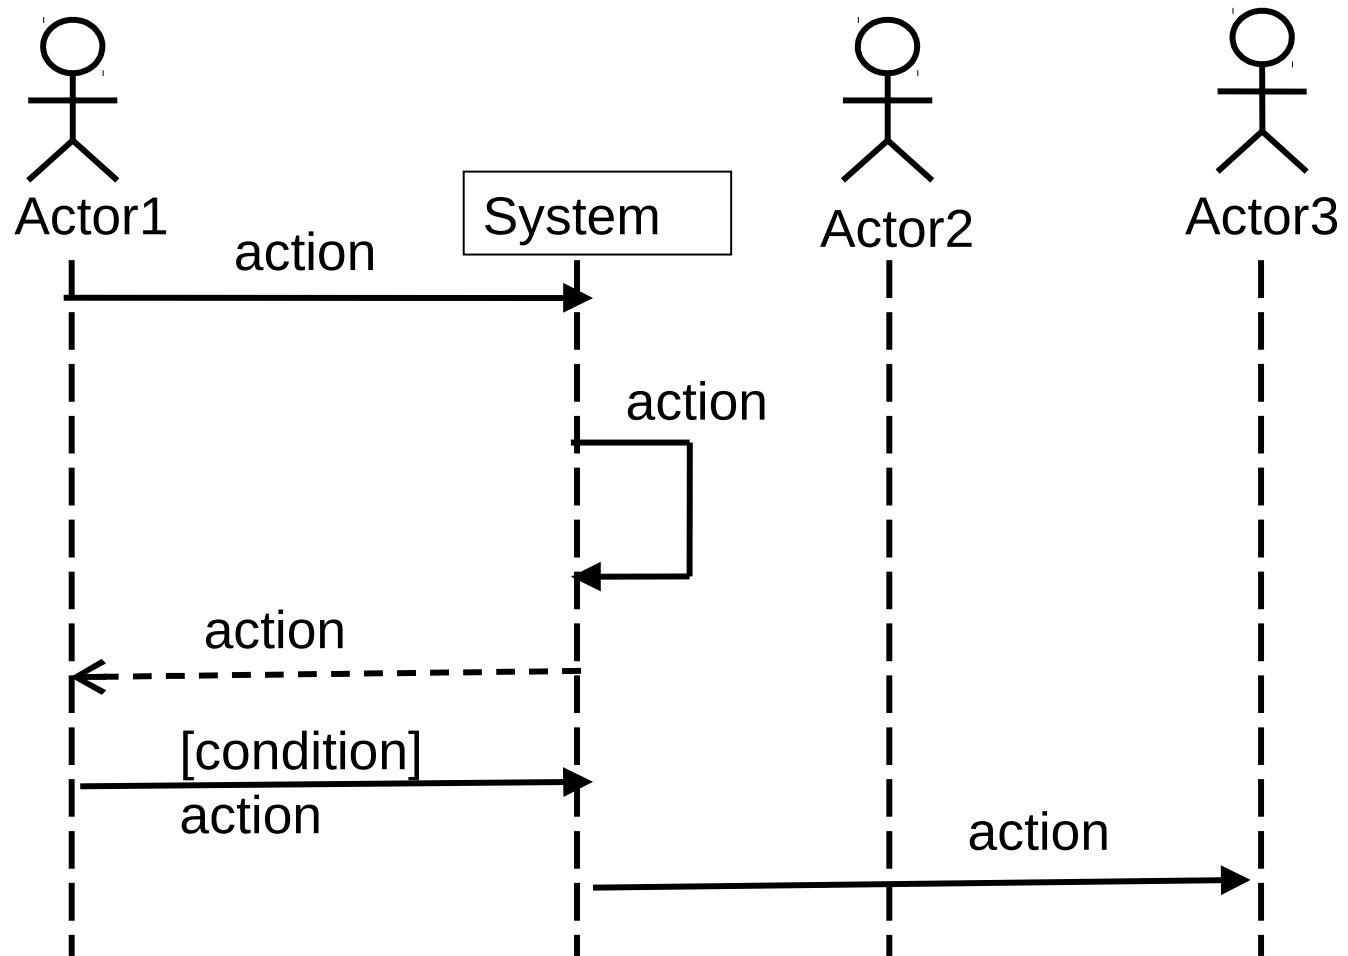 Actor1
System
Actor2
Actor3
action
action
action
[condition]
action
action